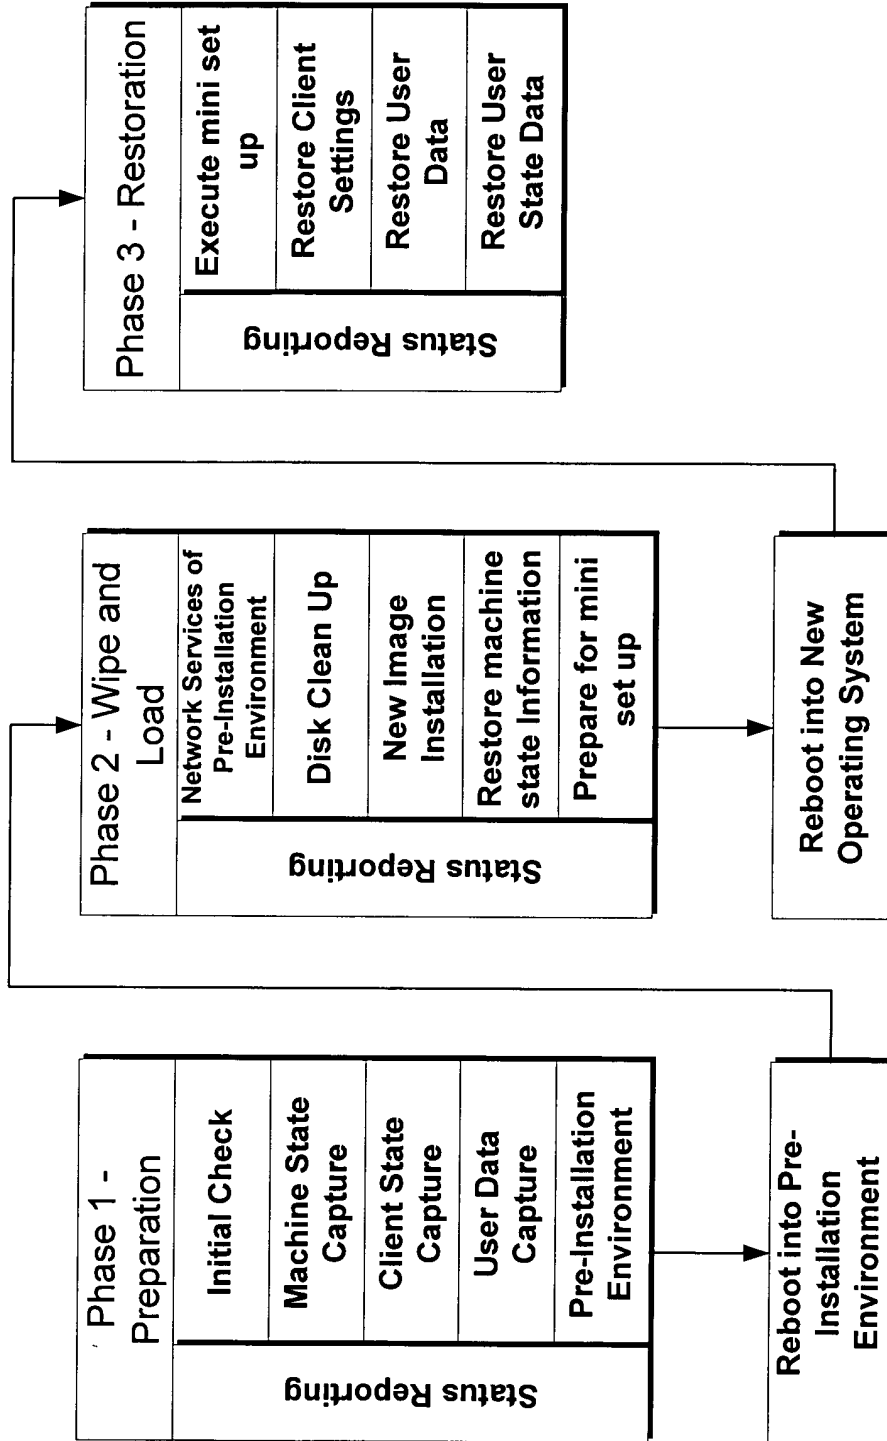 Phase 1 -
Preparation
Status Reporting
Initial Check
Machine State
Capture
Client State
Capture
User Data
Capture
Pre-Installation
Environment
Reboot into Pre-
Installation
Environment
Phase 2 - Wipe and
Load
Status Reporting
Network Services of
Pre-Installation
Environment
Disk Clean Up
New Image
Installation
Restore machine
state Information
Prepare for mini
set up
Reboot into New
Operating System
Phase 3 - Restoration
Status Reporting
Execute mini set
up
Restore Client
Settings
Restore User
Data
Restore User
State Data